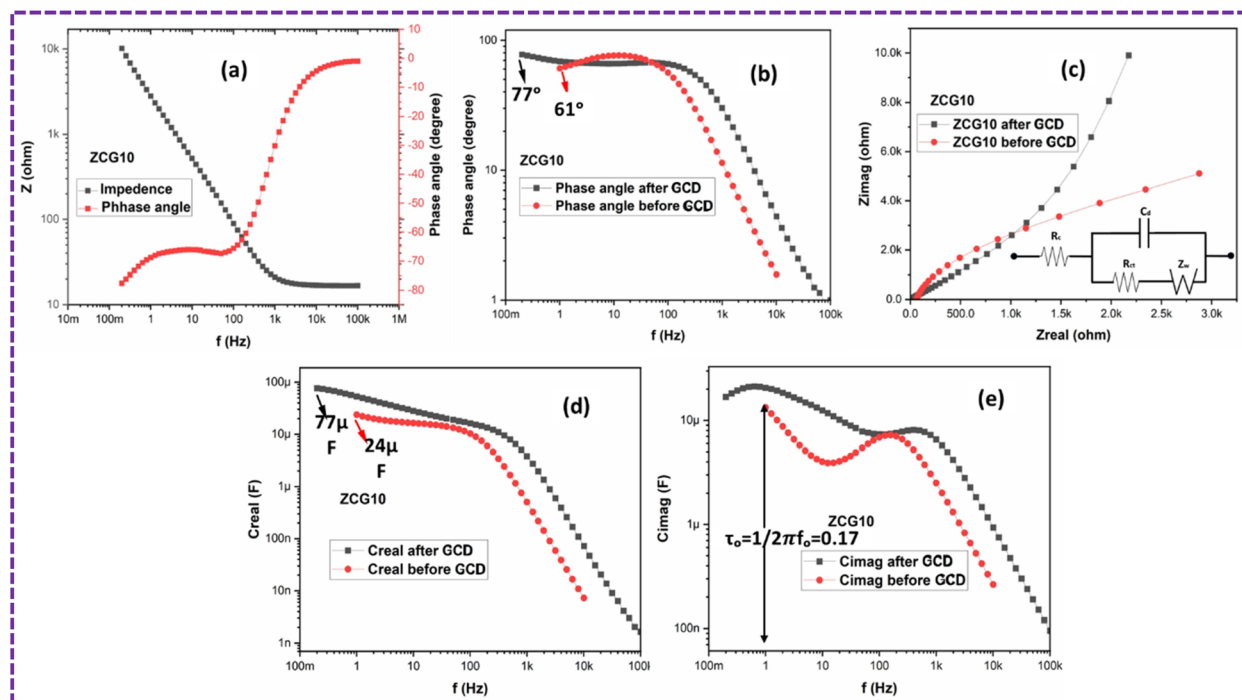 (a)
Z (ohm)
10k
1k
100
10
ZCG10
Impedence
Phhase angle
10m 100m 1 10 100 1k 10k 100k 1M
f (Hz)
10
0
-10
-20
-30
-40
-50
-60
-70
-80
Phase angle (degree)
(b)
Phase angle (degree)
100
10
1
77°
61°
ZCG10
Phase angle after GCD
Phase angle before GCD
100m 1 10 100 1k 10k 100k
f (Hz)
(c)
Zimag (ohm)
10.0k
8.0k
6.0k
4.0k
2.0k
0.0
ZCG10
ZCG10 after GCD
ZCG10 before GCD
Cd
Rc
Rct
Zw
0.0 500.0 1.0k 1.5k 2.0k 2.5k 3.0k
Zreal (ohm)
(d)
Creal (F)
100µ
10µ
1µ
100n
10n
1n
77µ
F
24µ
F
ZCG10
Creal after GCD
Creal before GCD
100m 1 10 100 1k 10k 100k
f (Hz)
(e)
Cimag (F)
10µ
1µ
100n
ZCG10
τo=1/2πfo=0.17
Cimag after GCD
Cimag before GCD
100m 1 10 100 1k 10k 100k
f (Hz)